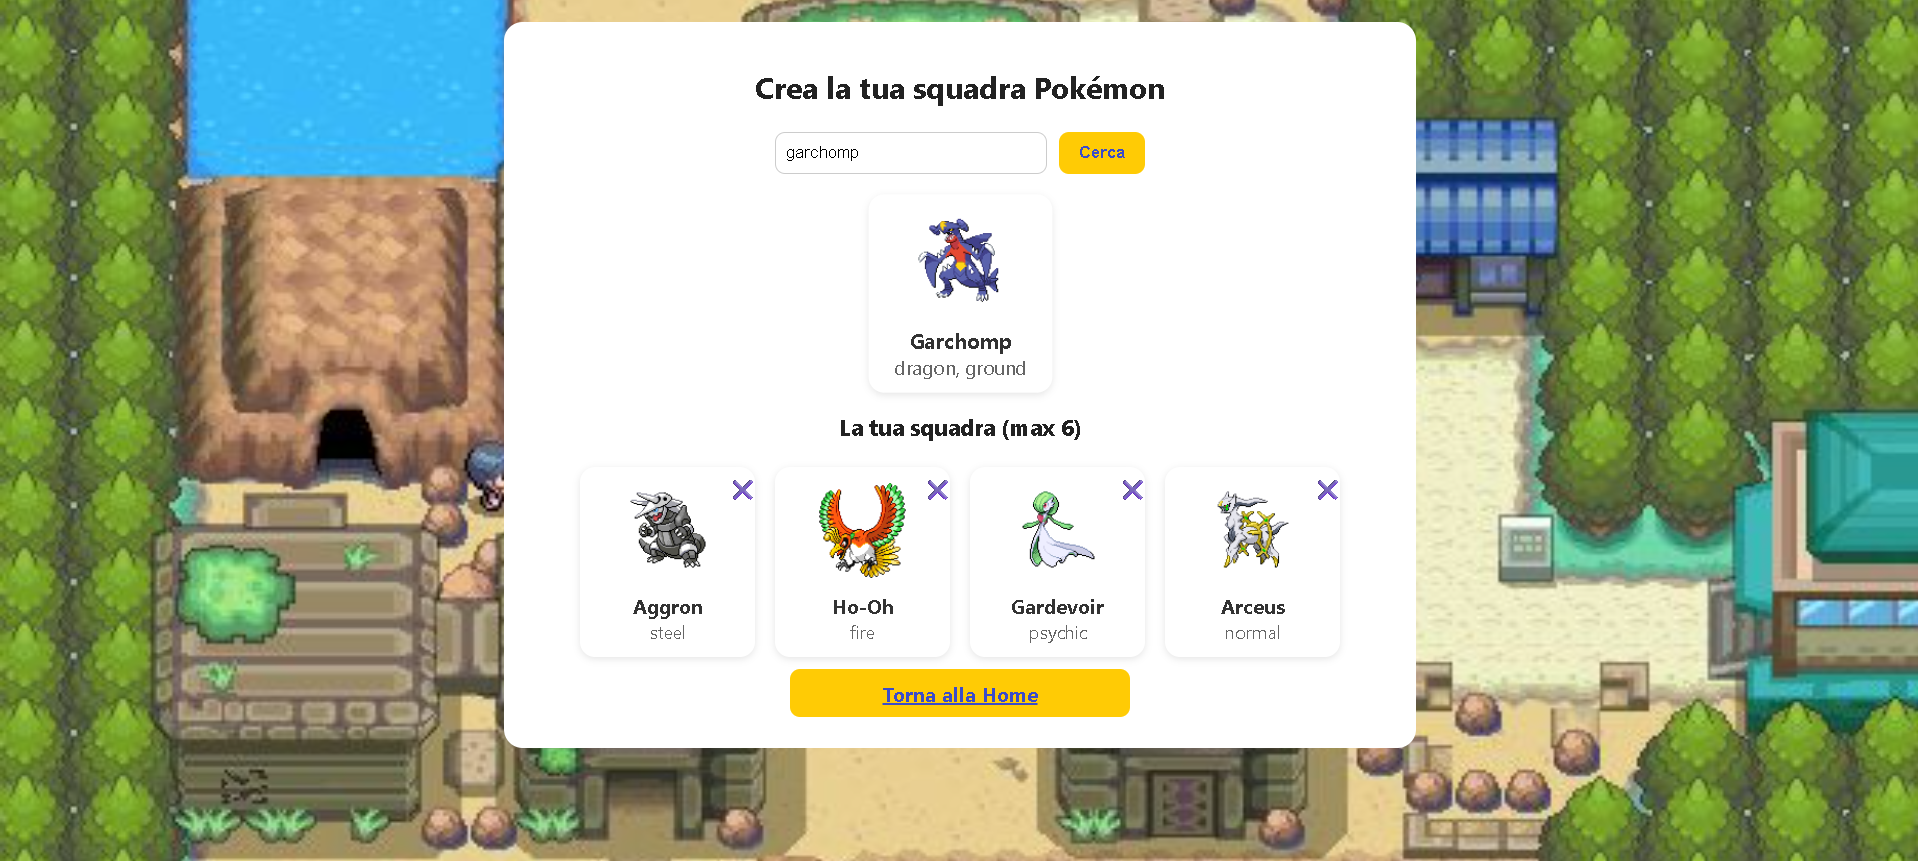 Crea la tua squadra Pokémon
garchomp
Cerca
Garchomp
dragon, ground
La tua squadra (max 6)
Aggron
steel
Ho-Oh
fire
Gardevoir
psychic
Arceus
normal
Torna alla Home